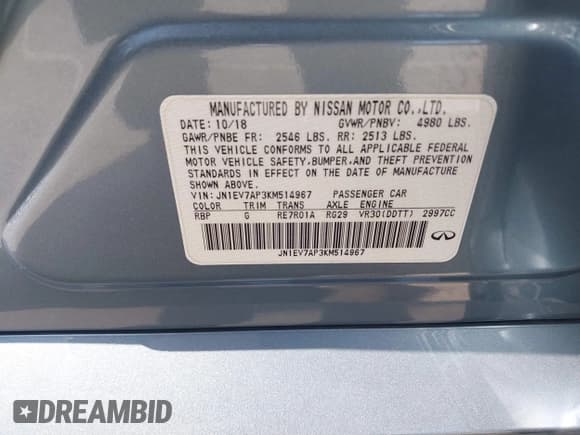 MANUFACTURED BY NISSAN MOTOR CO.,LTD.
DATE: 10/18 GVWR/PNBV: 4980 LBS.
GAWR/PNBE FR: 2546 LBS. RR: 2513 LBS.
THIS VEHICLE CONFORMS TO ALL APPLICABLE FEDERAL
MOTOR VEHICLE SAFETY,BUMPER,AND THEFT PREVENTION
STANDARDS IN EFFECT ON THE DATE OF MANUFACTURE
SHOWN ABOVE.
VIN: JN1EV7AP3KM514967 PASSENGER CAR
COLOR TRIM TRANS AXLE ENGINE
RBP G RE7R01A RG29 VR30(DDTT) 2997CC
JN1EV7AP3KM514967
DREAMBID